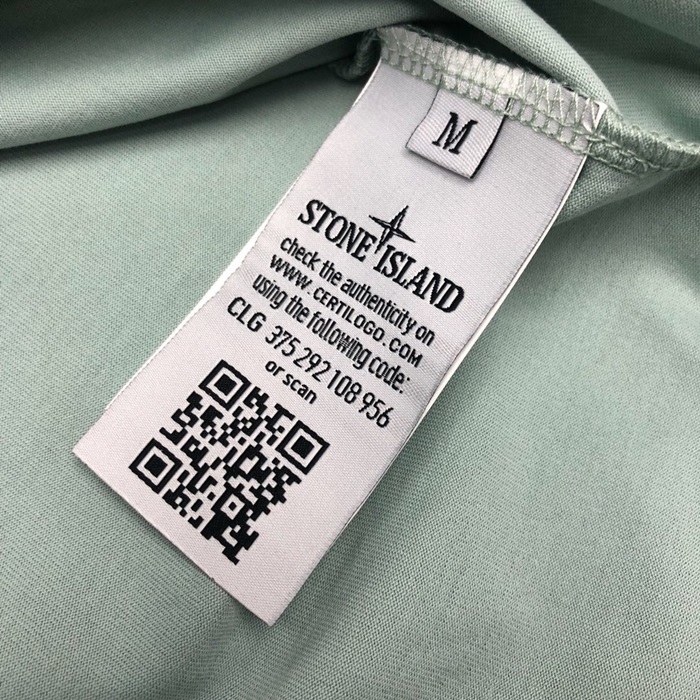 M
STONE ISLAND
check the authenticity on
WWW.CERTILOGO.COM
using the following code:
CLG 375 292 108 956
or scan